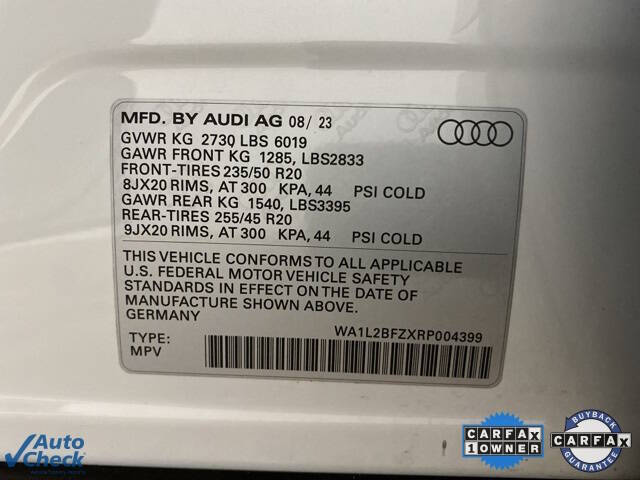 MFD. BY AUDI AG 08/ 23
GVWR KG 2730 LBS 6019
GAWR FRONT KG 1285, LBS2833
FRONT-TIRES 235/50 R20
8JX20 RIMS, AT 300 KPA, 44 PSI COLD
GAWR REAR KG 1540, LBS3395
REAR-TIRES 255/45 R20
9JX20 RIMS, AT 300 KPA, 44 PSI COLD
THIS VEHICLE CONFORMS TO ALL APPLICABLE
U.S. FEDERAL MOTOR VEHICLE SAFETY
STANDARDS IN EFFECT ON THE DATE OF
MANUFACTURE SHOWN ABOVE.
GERMANY
WA1L2BFZXRP004399
TYPE:
MPV
Auto
Check
CARFAX
1 OWNER
BUYBACK
CARFAX
GUARANTEE